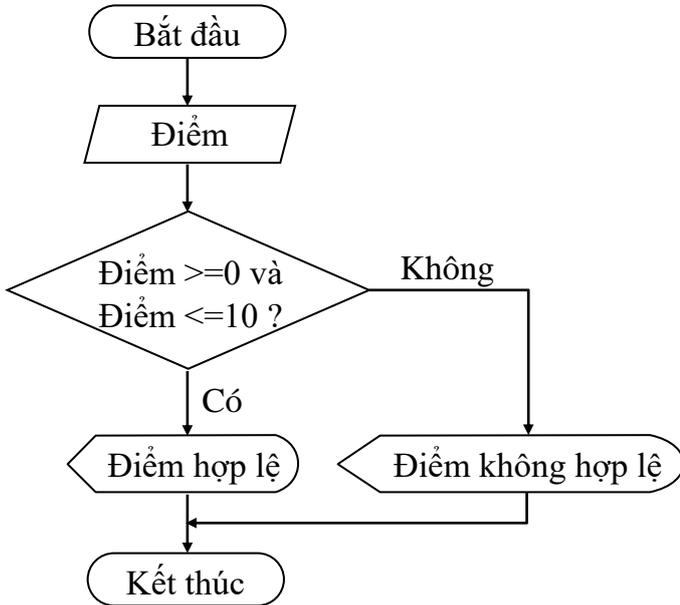 Bắt đầu
Điểm
Điểm >=0 và
Điểm <=10 ?
Không
Có
Điểm hợp lệ
Điểm không hợp lệ
Kết thúc